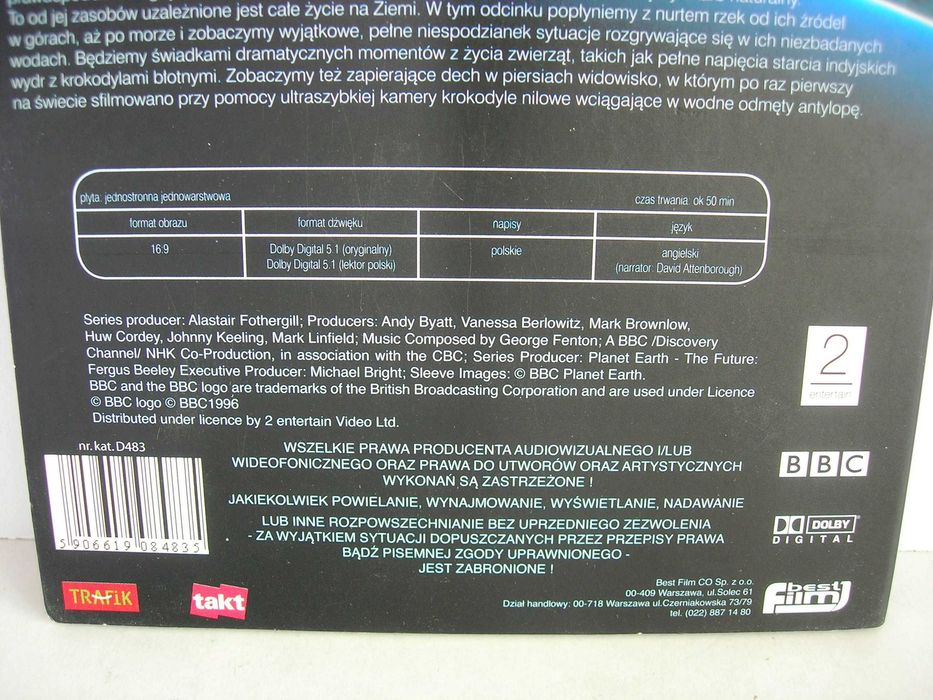 To od jej zasobów uzależnione jest całe życie na Ziemi. W tym odcinku popłyniemy z nurtem rzek od ich źródeł
w górach, aż po morze i zobaczymy wyjątkowe, pełne niespodzianek sytuacje rozgrywające się w ich niezbadanych
wodach. Będziemy świadkami dramatycznych momentów z życia zwierząt, takich jak pełne napięcia starcia indyjskich
wydr z krokodylami błotnymi. Zobaczymy też zapierające dech w piersiach widowisko, w którym po raz pierwszy
na świecie sfilmowano przy pomocy ultraszybkiej kamery krokodyle nilowe wciągające w wodne odmęty antylopę.
płyta: jednostronna jednowarstwowa czas trwania: ok 50 min
format obrazu format dźwięku napisy język
16:9 Dolby Digital 5.1 (oryginalny) polskie angielski
Dolby Digital 5.1 (lektor polski) (narrator: David Attenborough)
Series producer: Alastair Fothergill; Producers: Andy Byatt, Vanessa Berlowitz, Mark Brownlow,
Huw Cordey, Johnny Keeling, Mark Linfield; Music Composed by George Fenton; A BBC /Discovery
Channel/ NHK Co-Production, in association with the CBC; Series Producer: Planet Earth - The Future:
Fergus Beeley Executive Producer: Michael Bright; Sleeve Images: © BBC Planet Earth.
BBC and the BBC logo are trademarks of the British Broadcasting Corporation and are used under Licence
© BBC logo © BBC1996
Distributed under licence by 2 entertain Video Ltd.
2
entertain
nr. kat. D483
5 906619 084835
WSZELKIE PRAWA PRODUCENTA AUDIOWIZUALNEGO I/LUB
WIDEOFONICZNEGO ORAZ PRAWA DO UTWORÓW ORAZ ARTYSTYCZNYCH
WYKONAŃ SĄ ZASTRZEŻONE !
JAKIEKOLWIEK POWIELANIE, WYNAJMOWANIE, WYŚWIETLANIE, NADAWANIE
LUB INNE ROZPOWSZECHNIANIE BEZ UPRZEDNIEGO ZEZWOLENIA
- ZA WYJĄTKIEM SYTUACJI DOPUSZCZANYCH PRZEZ PRZEPISY PRAWA
BĄDŹ PISEMNEJ ZGODY UPRAWNIONEGO -
JEST ZABRONIONE !
BBC
DOLBY
DIGITAL
TRAFIK
takt
Best Film CO Sp. z o.o.
00-409 Warszawa, ul.Solec 61
Dział handlowy: 00-718 Warszawa ul.Czerniakowska 73/79
tel. (022) 887 14 80
best
film